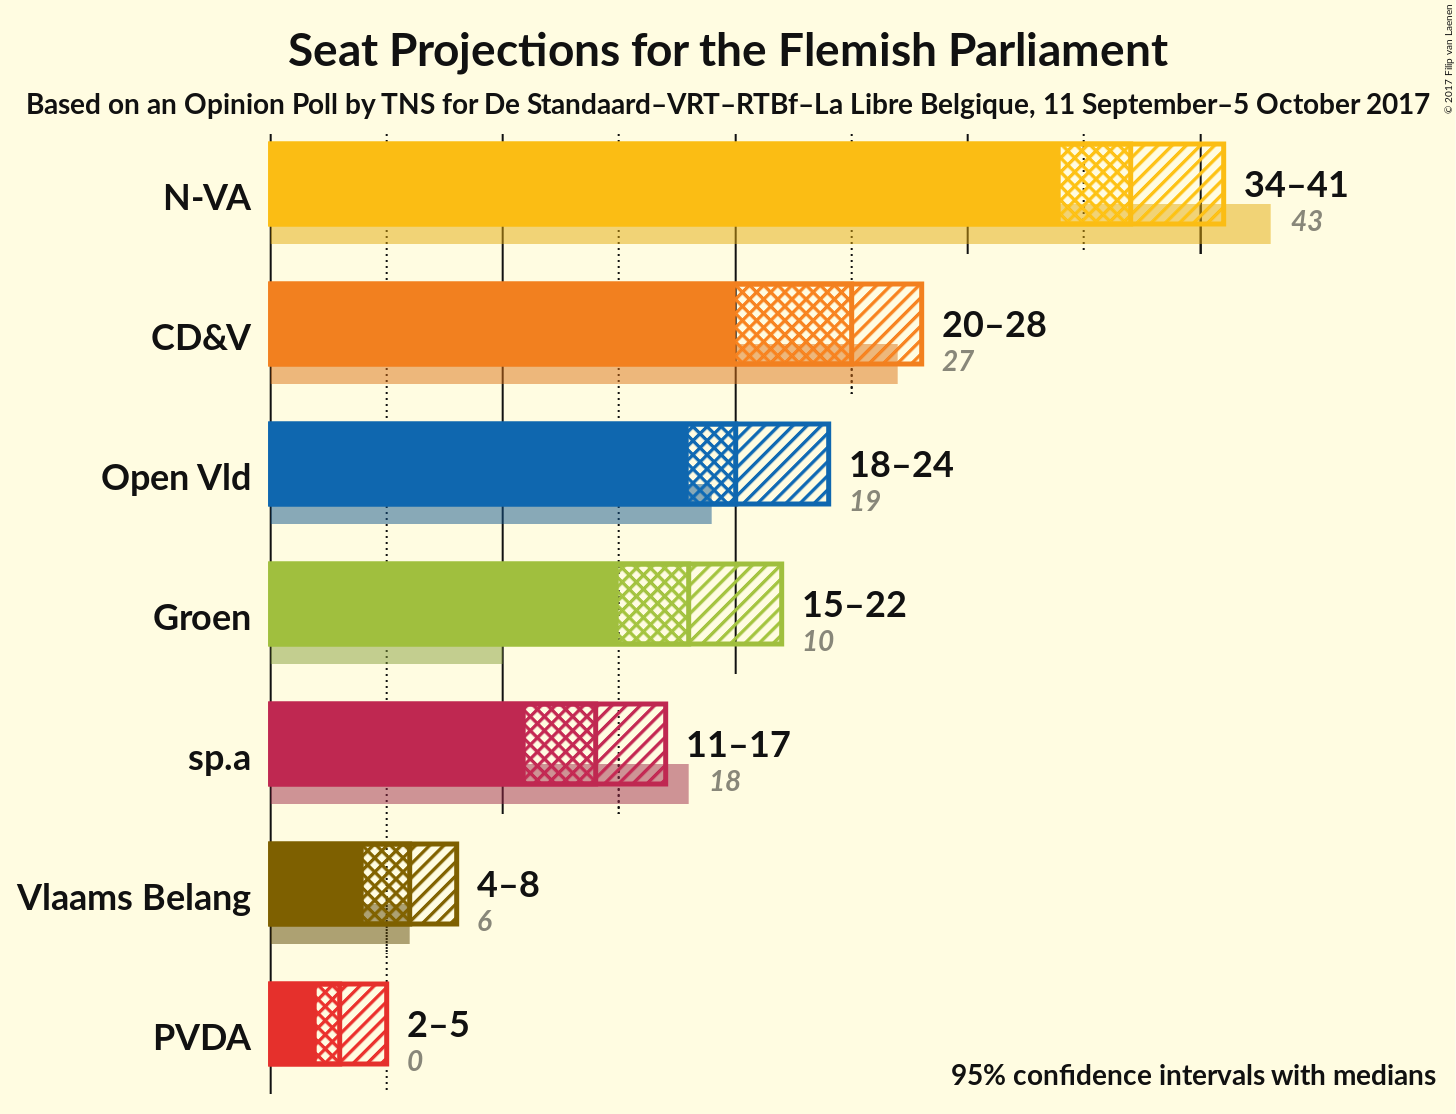 Seat Projections for the Flemish Parliament
Based on an Opinion Poll by TNS for De Standaard–VRT–RTBf–La Libre Belgique, 11 September–5 October 2017
© 2017 Filip van Laenen
N-VA
34–41
43
CD&V
20–28
27
Open Vld
18–24
19
Groen
15–22
10
sp.a
11–17
18
Vlaams Belang
4–8
6
PVDA
2–5
0
95% confidence intervals with medians